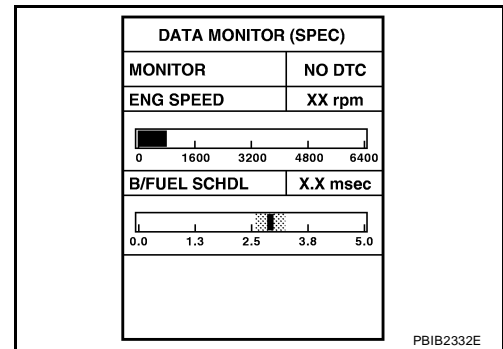 DATA MONITOR (SPEC)
MONITOR NO DTC
ENG SPEED XX rpm
0 1600 3200 4800 6400
B/FUEL SCHDL X.X msec
0.0 1.3 2.5 3.8 5.0
PBIB2332E